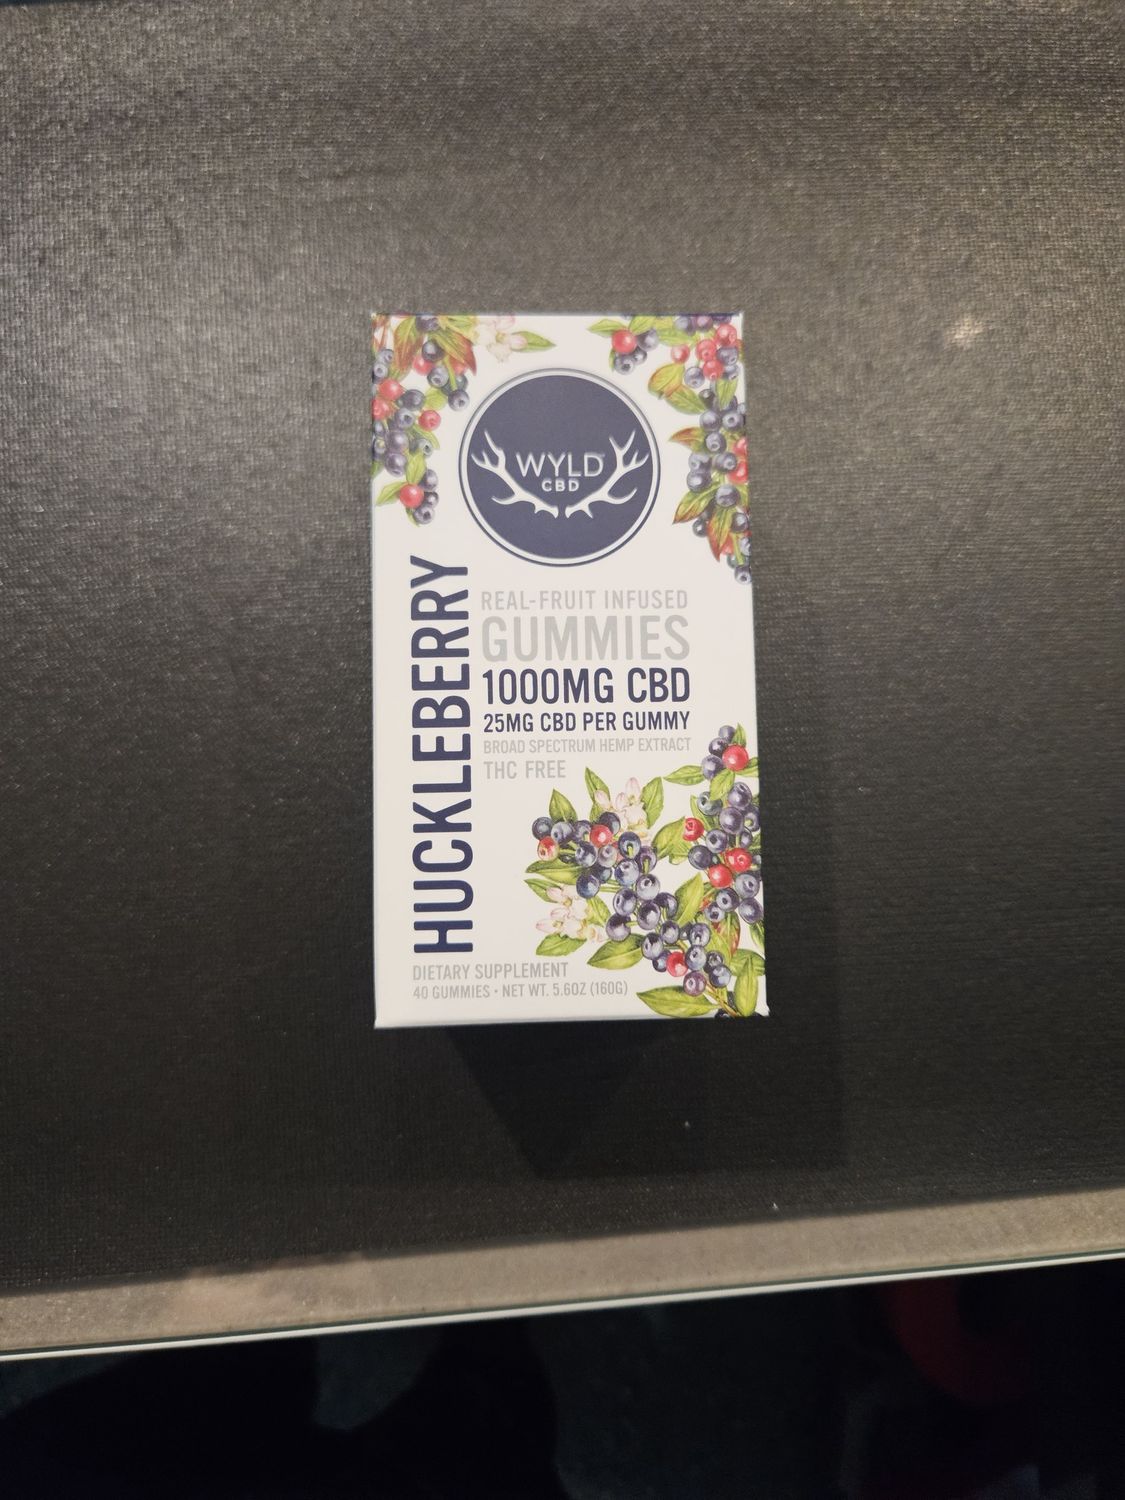 WYLD
CBD
HUCKLEBERRY
REAL-FRUIT INFUSED
GUMMIES
1000MG CBD
25MG CBD PER GUMMY
BROAD SPECTRUM HEMP EXTRACT
THC FREE
DIETARY SUPPLEMENT
40 GUMMIES • NET WT. 5.6OZ (160G)